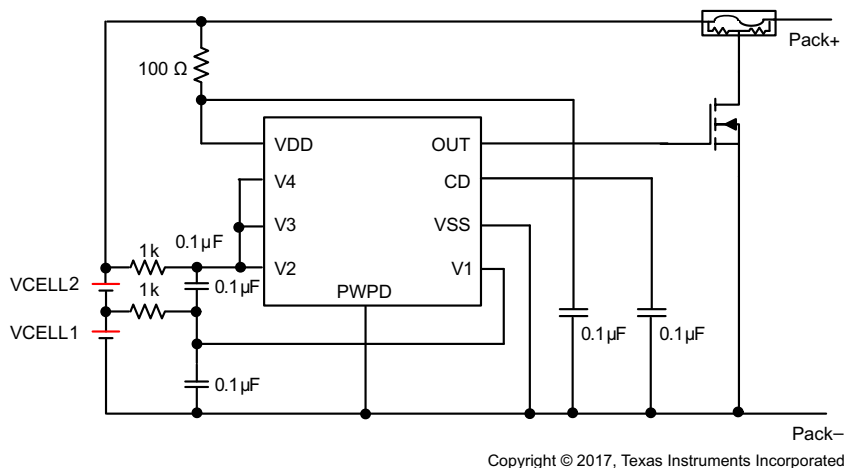 Pack+
100 Ω
VDD
OUT
V4
CD
V3
VSS
0.1µF
1k
V2
V1
VCELL2
0.1µF
PWPD
1k
VCELL1
0.1µF
0.1µF
0.1µF
Pack–
Copyright © 2017, Texas Instruments Incorporated